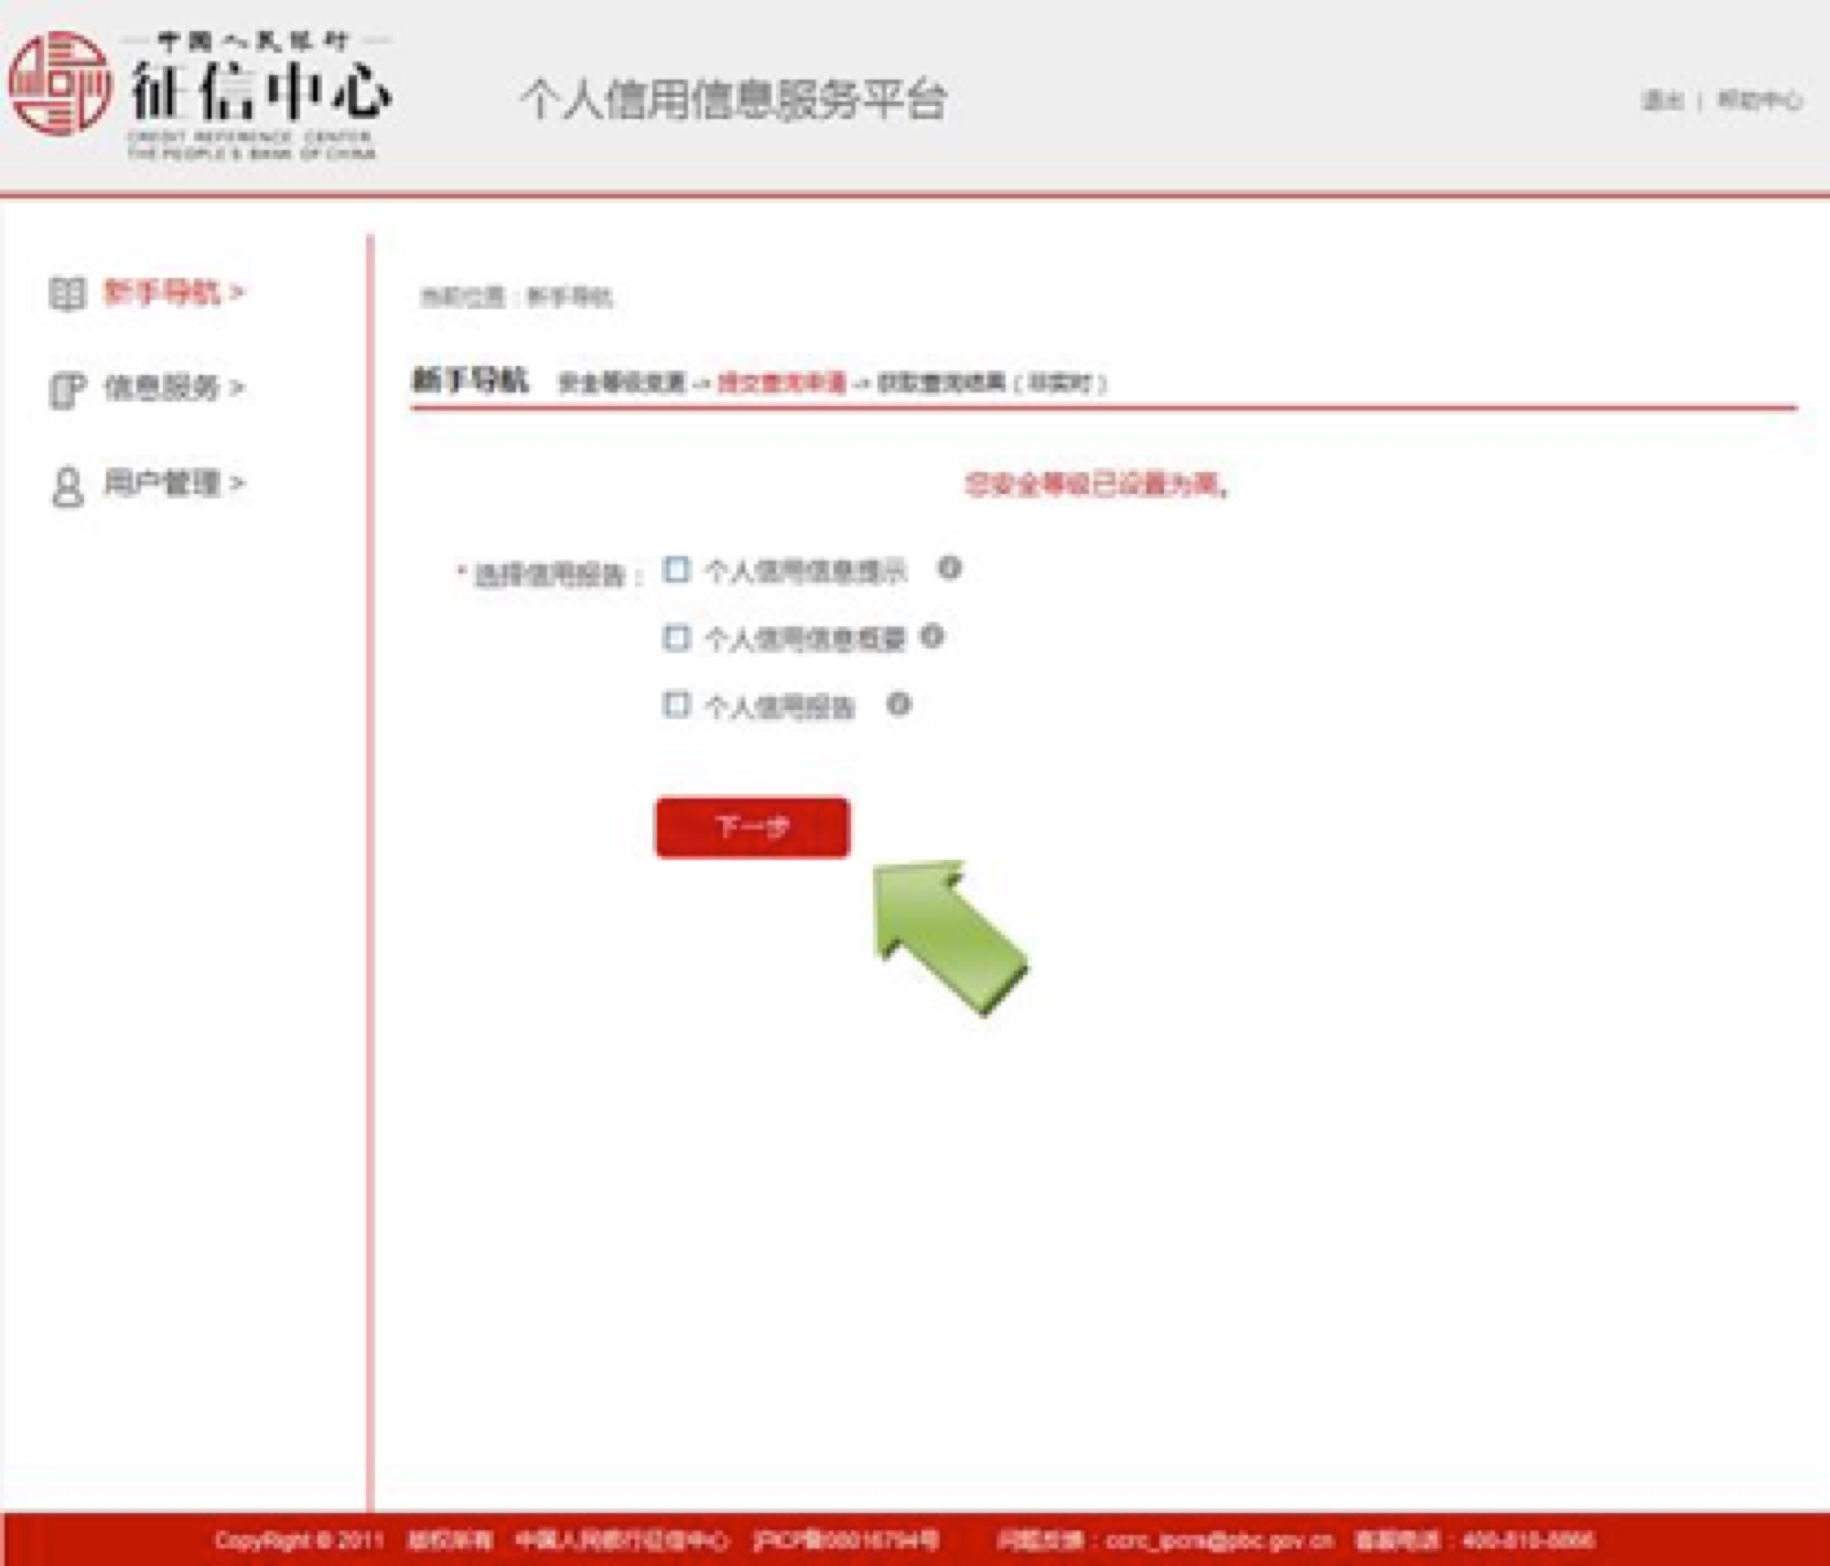 中国人民银行
征信中心
CREDIT REFERENCE CENTER,
THE PEOPLE'S BANK OF CHINA
个人信用信息服务平台
退出 | 帮助中心
新手导航 >
信息服务 >
用户管理 >
当前位置：新手导航
新手导航 安全等级变更 -> 提交查询申请 -> 获取查询结果（非实时）
您安全等级已设置为高。
* 选择信用报告：
个人信用信息提示
个人信用信息概要
个人信用报告
下一步
CopyRight © 2011 版权所有 中国人民银行征信中心 沪ICP备08016794号 问题反馈：ccrc_ipcrs@pbc.gov.cn 客服电话：400-810-8866